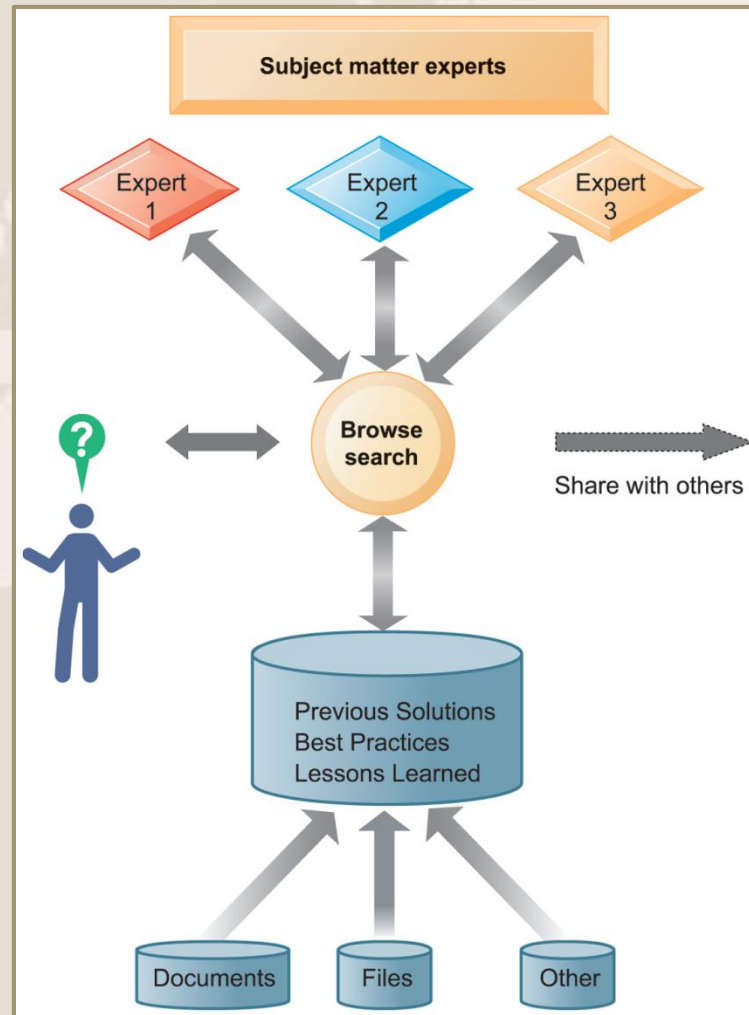 Subject matter experts
Expert
1
Expert
2
Expert
3
?
Browse
search
Share with others
Previous Solutions
Best Practices
Lessons Learned
Documents
Files
Other